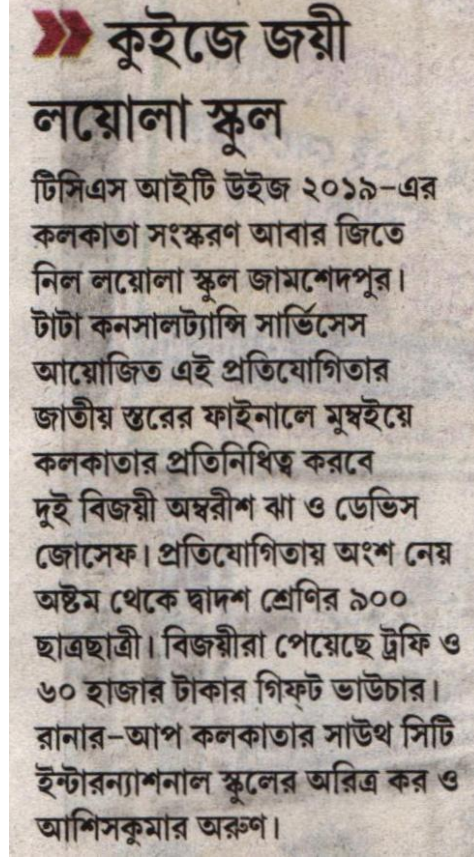 কুইজে জয়ী
লয়োলা স্কুল
টিসিএস আইটি উইজ ২০১৯-এর
কলকাতা সংস্করণ আবার জিতে
নিল লয়োলা স্কুল জামশেদপুর।
টাটা কনসালট্যান্সি সার্ভিসেস
আয়োজিত এই প্রতিযোগিতার
জাতীয় স্তরের ফাইনালে মুম্বইয়ে
কলকাতার প্রতিনিধিত্ব করবে
দুই বিজয়ী অম্বরীশ ঝা ও ডেভিস
জোসেফ। প্রতিযোগিতায় অংশ নেয়
অষ্টম থেকে দ্বাদশ শ্রেণির ৯০০
ছাত্রছাত্রী। বিজয়ীরা পেয়েছে ট্রফি ও
৬০ হাজার টাকার গিফ্‌ট ভাউচার।
রানার-আপ কলকাতার সাউথ সিটি
ইন্টারন্যাশনাল স্কুলের অরিত্র কর ও
আশিসকুমার অরুণ।